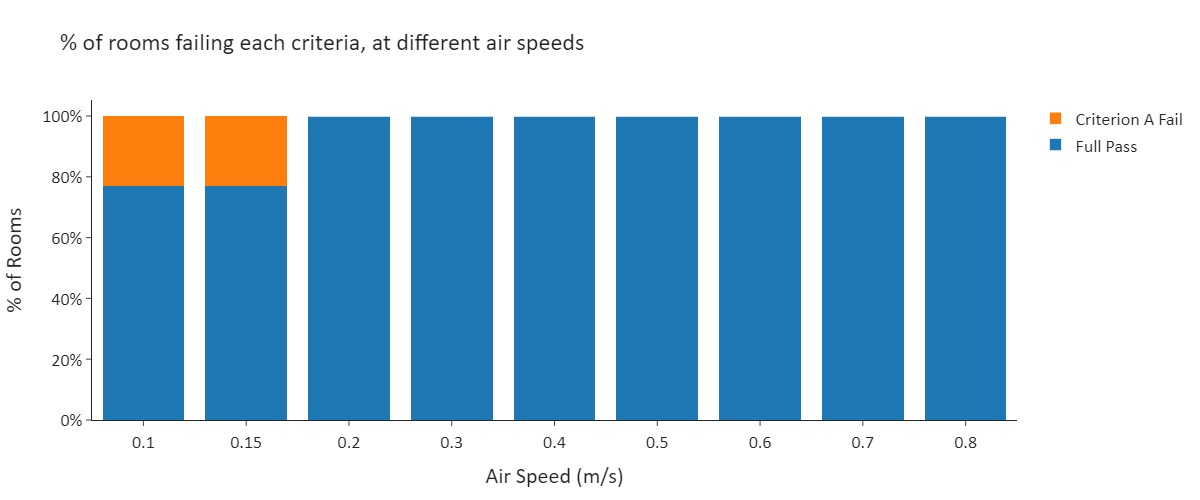 % of rooms failing each criteria, at different air speeds
100%
80%
60%
40%
20%
0%
% of Rooms
0.1 0.15 0.2 0.3 0.4 0.5 0.6 0.7 0.8
Air Speed (m/s)
Criterion A Fail
Full Pass